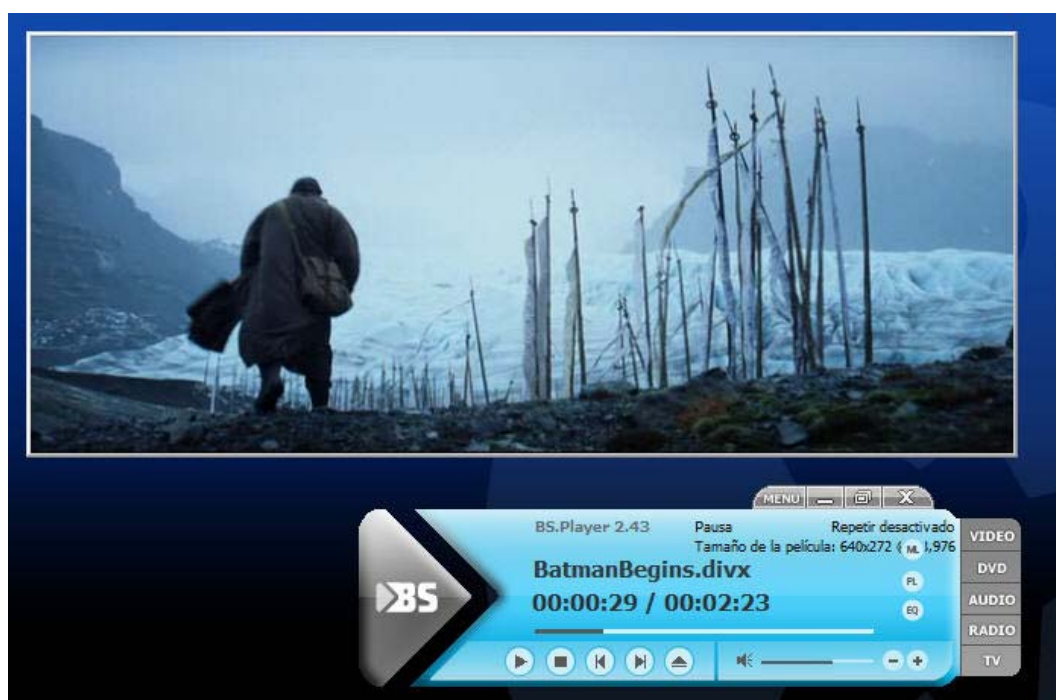 MENU
BS.Player 2.43 Pausa Repetir desactivado
Tamaño de la película: 640x272 ,976
ML
BatmanBegins.divx
PL
00:00:29 / 00:02:23
EQ
BS
VIDEO
DVD
AUDIO
RADIO
TV